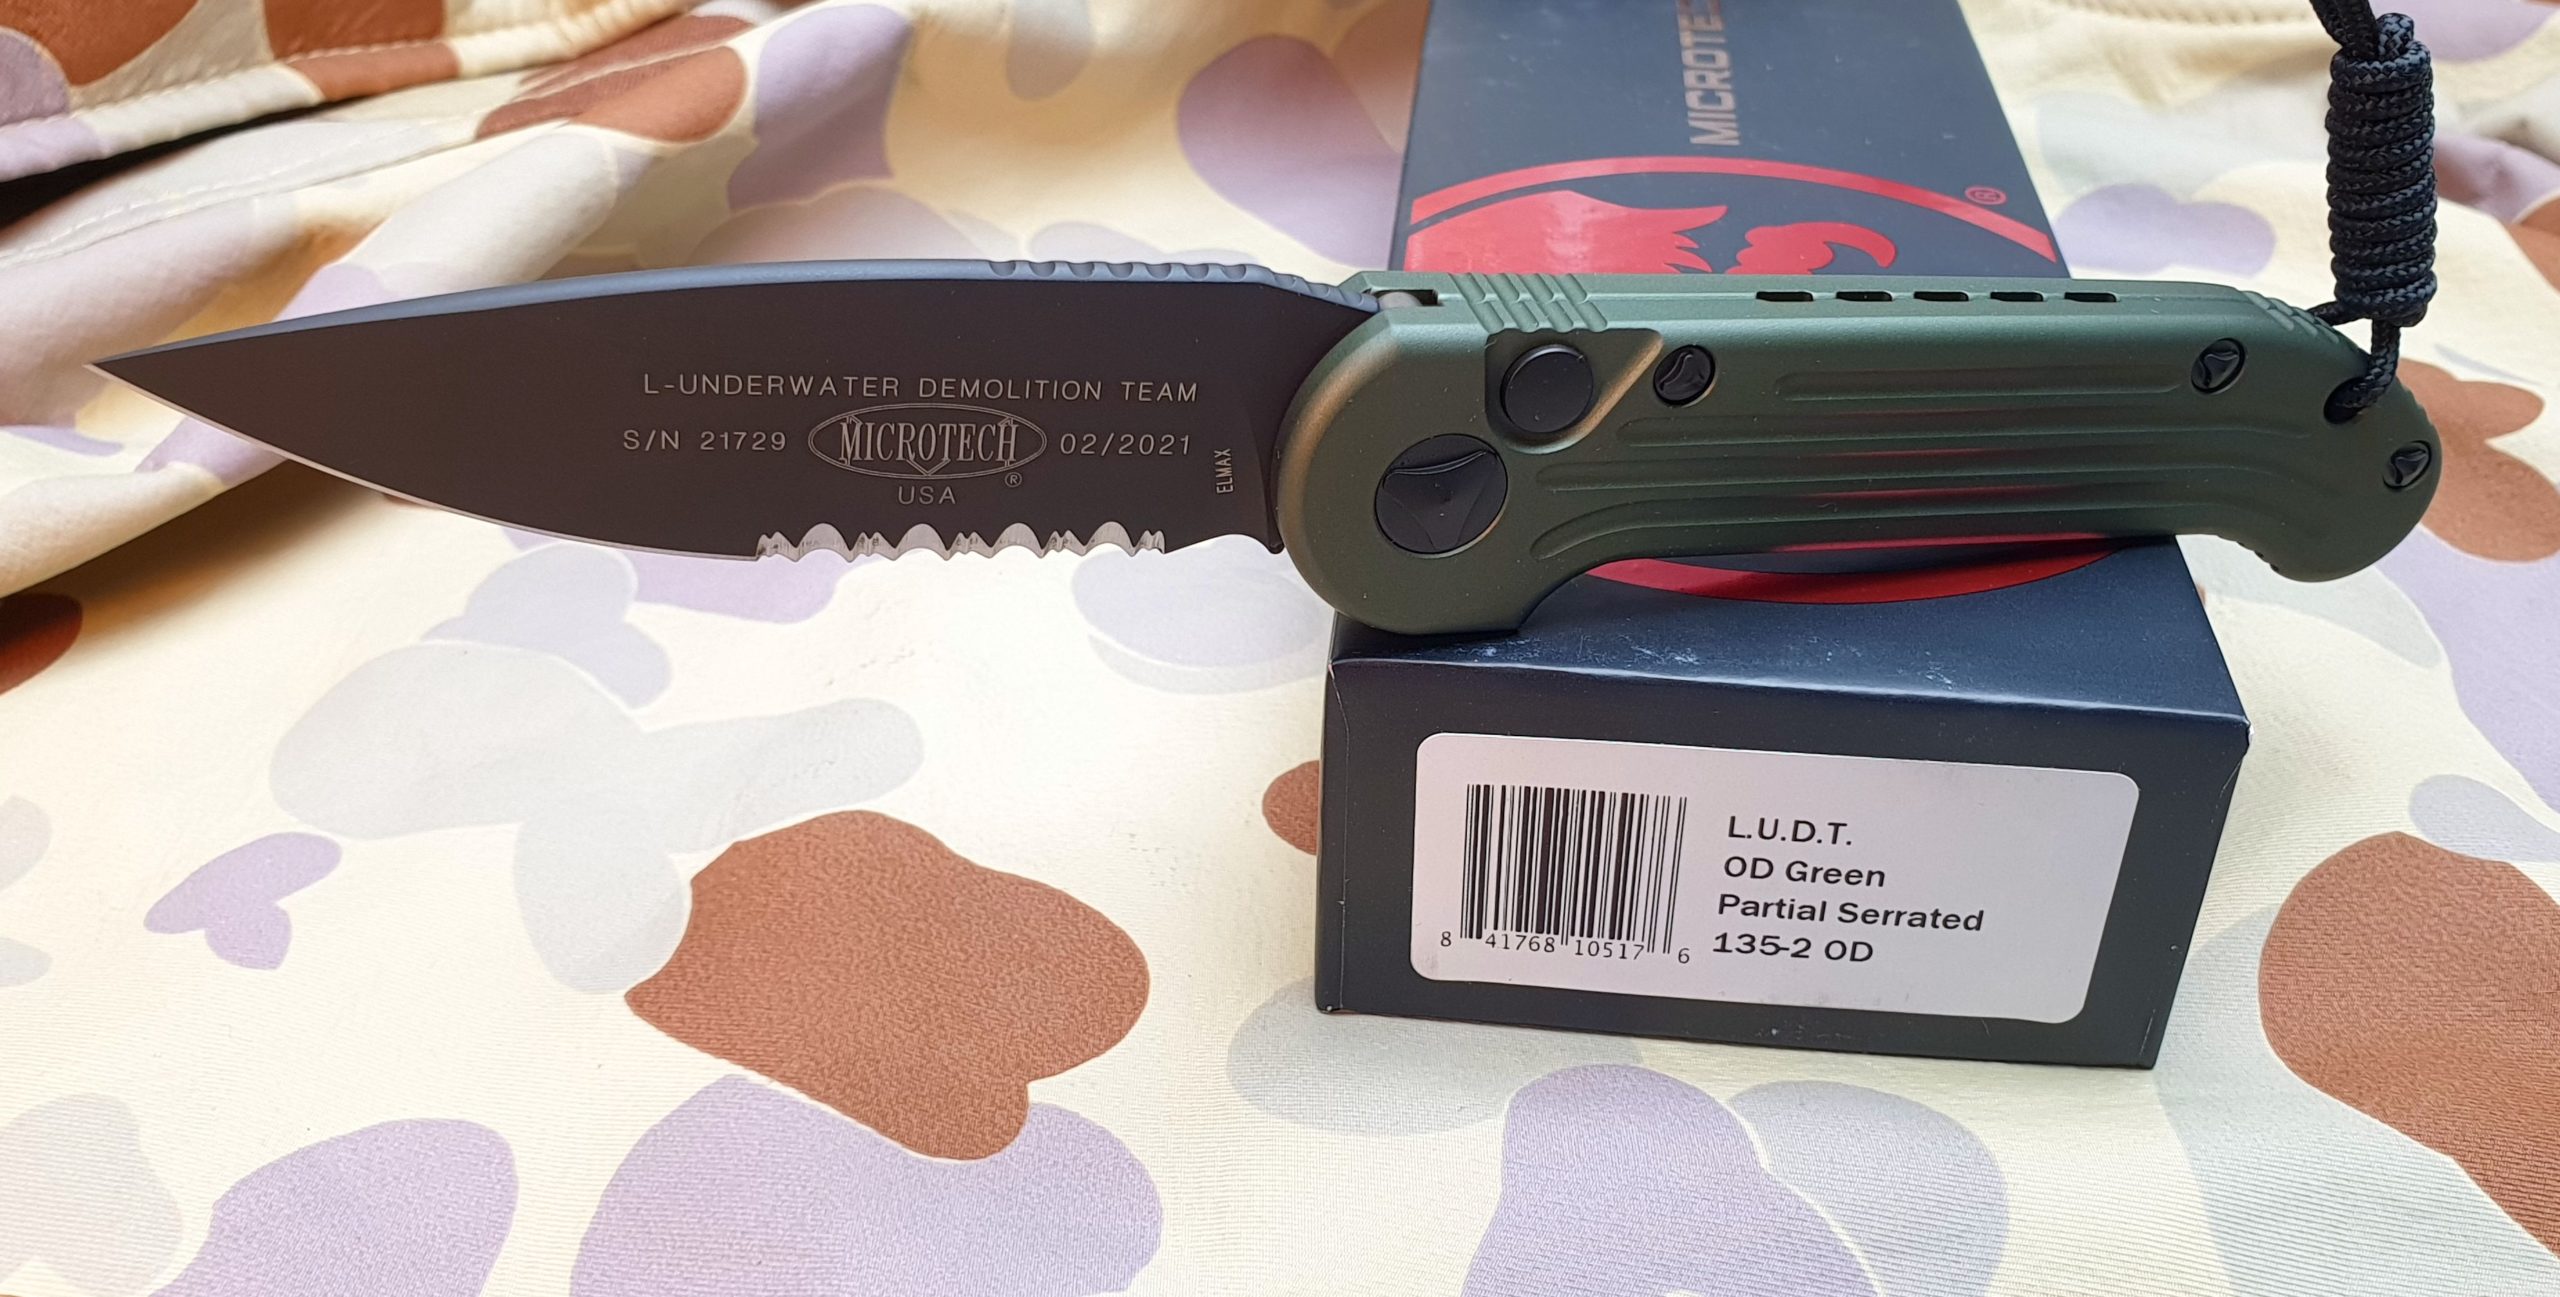 MICROTE
®
L-UNDERWATER DEMOLITION TEAM
S/N 21729 MICROTECH® 02/2021
USA
ELMAX
L.U.D.T.
OD Green
Partial Serrated
135-2 OD
8 41768 10517 6